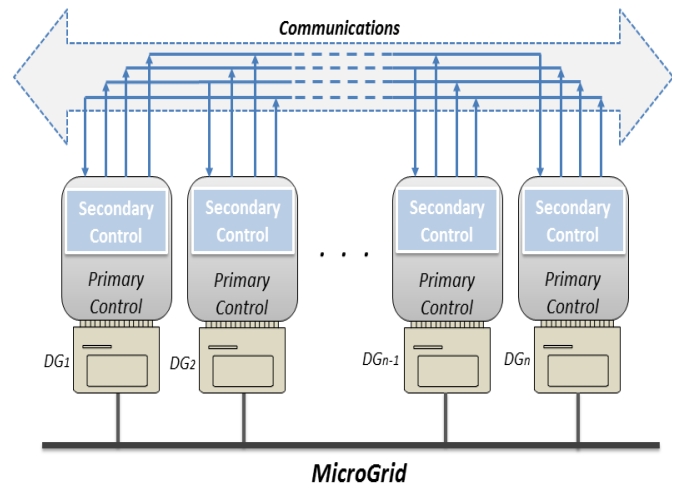 Communications
Secondary
Control
Secondary
Control
Secondary
Control
Secondary
Control
. . .
Primary
Control
Primary
Control
Primary
Control
Primary
Control
DG1
DG2
DGn-1
DGn
MicroGrid